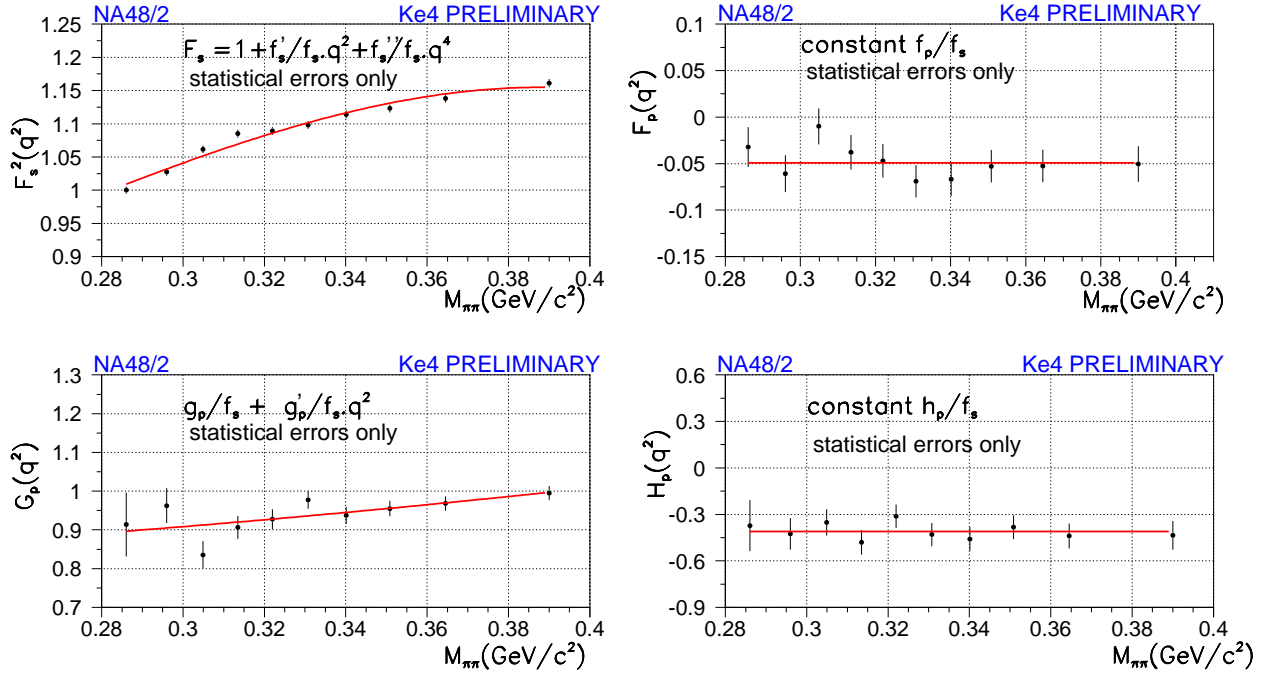 NA48/2 Ke4 PRELIMINARY
F_s = 1+f_s'/f_s.q^2+f_s''/f_s.q^4
statistical errors only
F_s^2(q^2)
1.25
1.2
1.15
1.1
1.05
1
0.95
0.9
0.28 0.3 0.32 0.34 0.36 0.38 0.4
M_ππ(GeV/c^2)
NA48/2 Ke4 PRELIMINARY
constant f_p/f_s
statistical errors only
F_p(q^2)
0.1
0.05
0
-0.05
-0.1
-0.15
0.28 0.3 0.32 0.34 0.36 0.38 0.4
M_ππ(GeV/c^2)
NA48/2 Ke4 PRELIMINARY
g_p/f_s + g_p'/f_s.q^2
statistical errors only
G_p(q^2)
1.3
1.2
1.1
1
0.9
0.8
0.7
0.28 0.3 0.32 0.34 0.36 0.38 0.4
M_ππ(GeV/c^2)
NA48/2 Ke4 PRELIMINARY
constant h_p/f_s
statistical errors only
H_p(q^2)
0.6
0.3
0
-0.3
-0.6
-0.9
0.28 0.3 0.32 0.34 0.36 0.38 0.4
M_ππ(GeV/c^2)